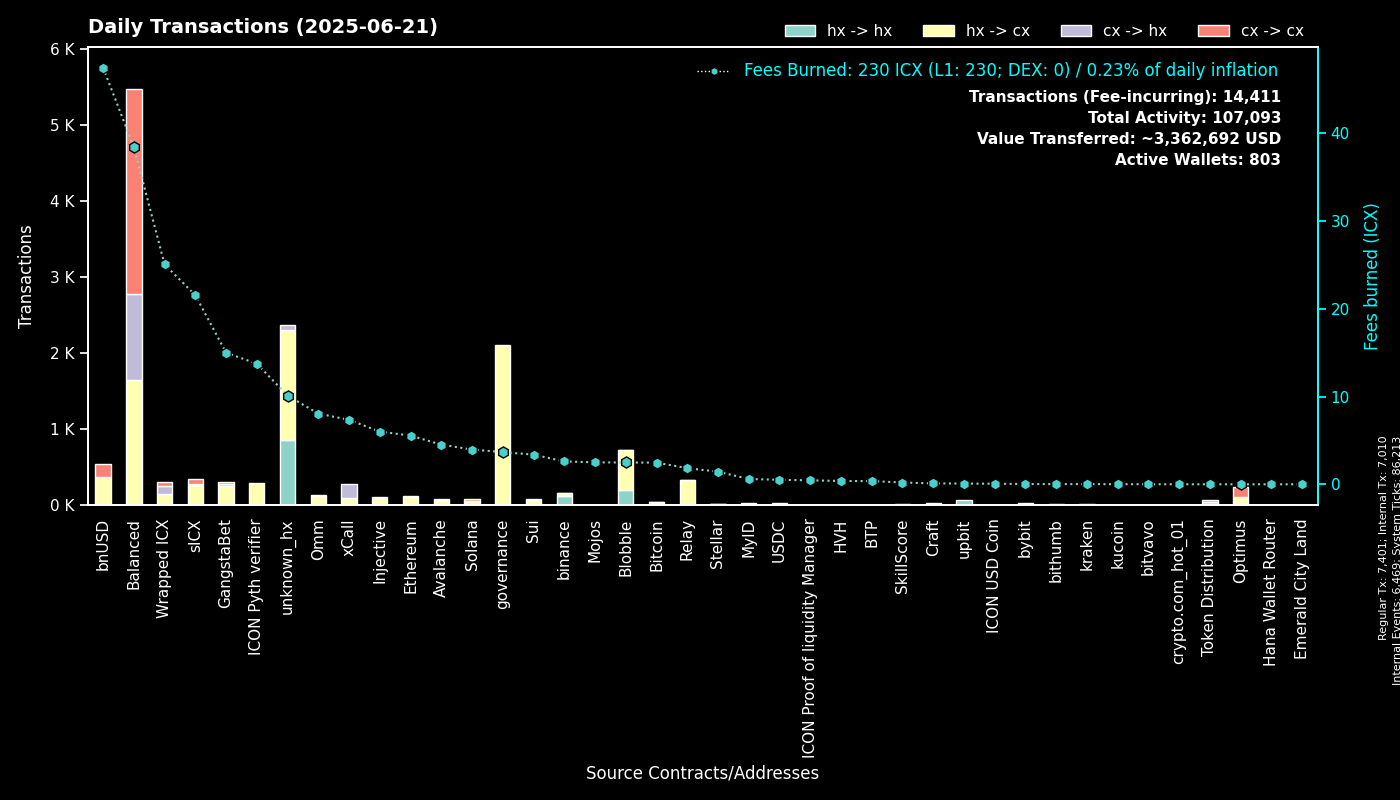 Daily Transactions (2025-06-21)
hx -> hx
hx -> cx
cx -> hx
cx -> cx
Fees Burned: 230 ICX (L1: 230; DEX: 0) / 0.23% of daily inflation
Transactions (Fee-incurring): 14,411
Total Activity: 107,093
Value Transferred: ~3,362,692 USD
Active Wallets: 803
Transactions
6 K
5 K
4 K
3 K
2 K
1 K
0 K
40
30
20
10
0
Fees burned (ICX)
bnUSD
Balanced
Wrapped ICX
sICX
GangstaBet
ICON Pyth verifier
unknown_hx
Omm
xCall
Injective
Ethereum
Avalanche
Solana
governance
Sui
binance
Mojos
Blobble
Bitcoin
Relay
Stellar
MyID
USDC
ICON Proof of liquidity Manager
HVH
BTP
SkillScore
Craft
upbit
ICON USD Coin
bybit
bithumb
kraken
kucoin
bitvavo
crypto.com_hot_01
Token Distribution
Optimus
Hana Wallet Router
Emerald City Land
Source Contracts/Addresses
Regular Tx: 7,401; Internal Tx: 7,010
Internal Events: 6,469; System Ticks: 86,213